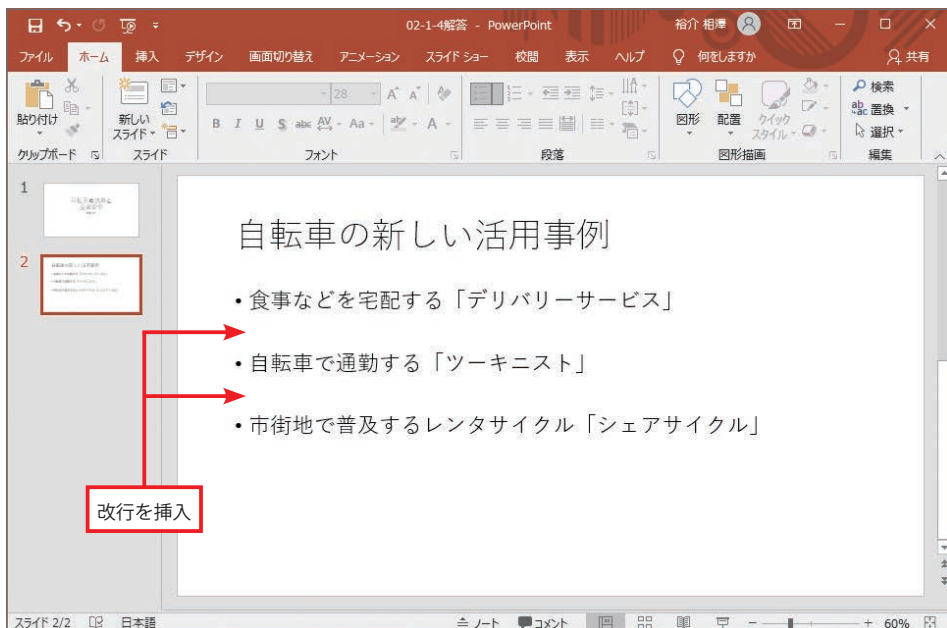 02-1-4解答 - PowerPoint
裕介 相澤
ファイル ホーム 挿入 デザイン 画面切り替え アニメーション スライド ショー 校閲 表示 ヘルプ 何をしますか 共有
貼り付け
新しい
スライド
28
A A
B I U S abc AV Aa A
図形 配置 クイック
スタイル
検索
ab
ac 置換
選択
クリップボード スライド フォント 段落 図形描画 編集
1
2
自転車の新しい活用事例
• 食事などを宅配する「デリバリーサービス」
• 自転車で通勤する「ツーキニスト」
• 市街地で普及するレンタサイクル「シェアサイクル」
改行を挿入
スライド 2/2 日本語 ノート コメント 60%